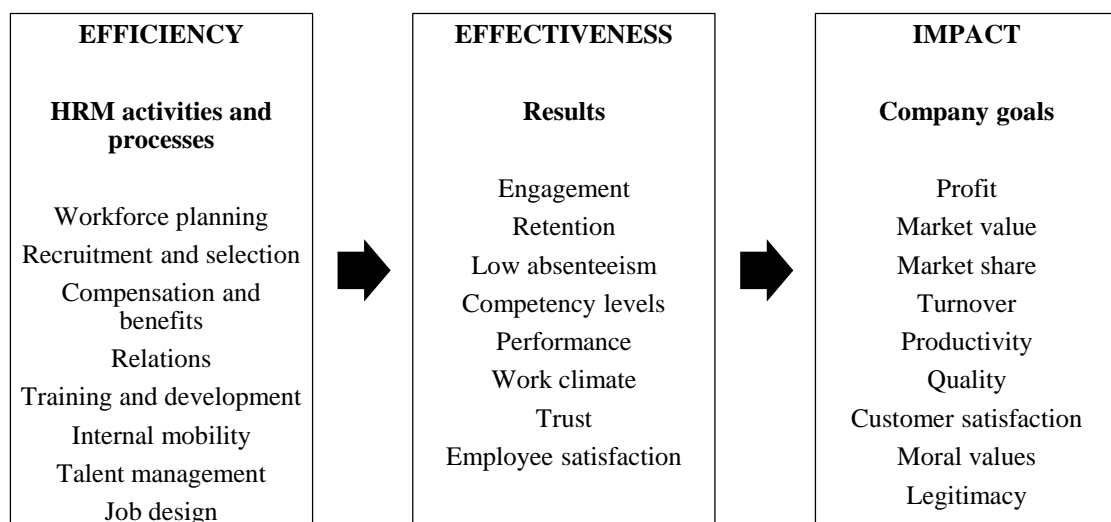 EFFICIENCY
HRM activities and
processes
Workforce planning
Recruitment and selection
Compensation and
benefits
Relations
Training and development
Internal mobility
Talent management
Job design
EFFECTIVENESS
Results
Engagement
Retention
Low absenteeism
Competency levels
Performance
Work climate
Trust
Employee satisfaction
IMPACT
Company goals
Profit
Market value
Market share
Turnover
Productivity
Quality
Customer satisfaction
Moral values
Legitimacy